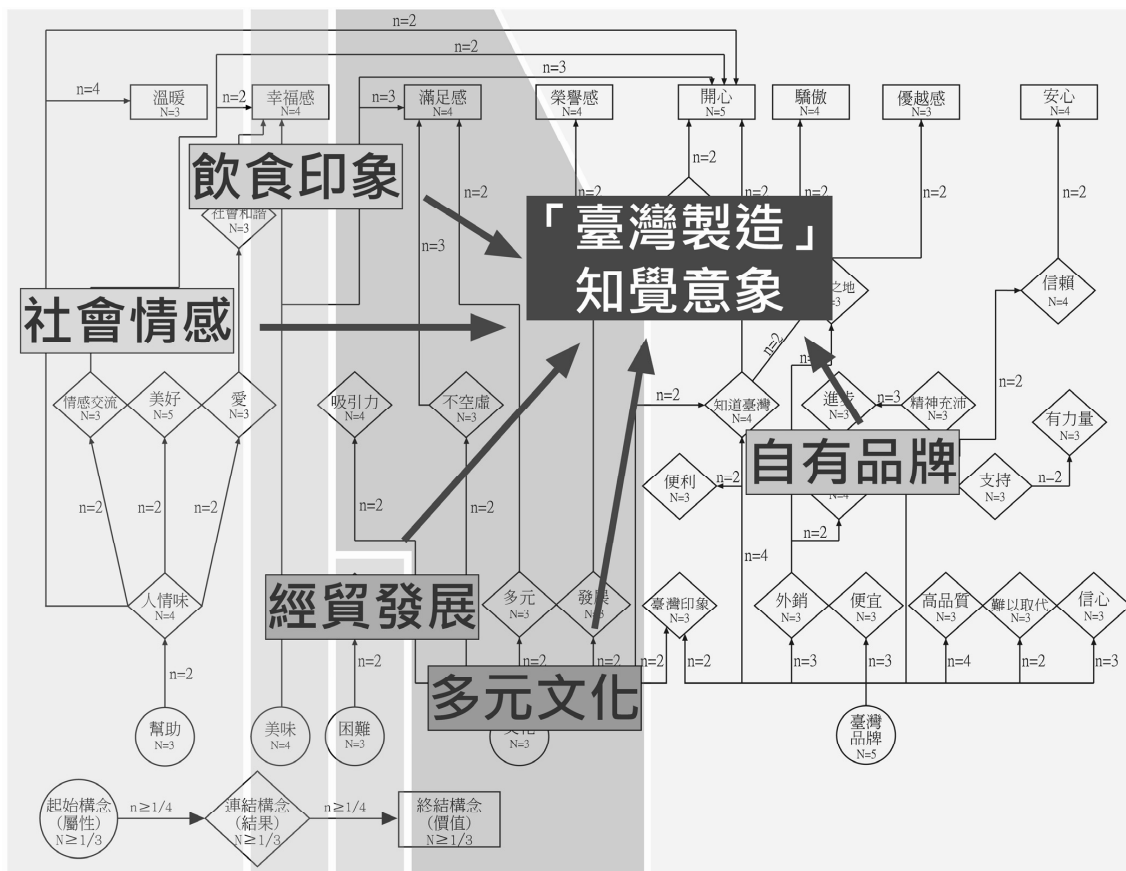 n=2
n=2
n=3
n=4
溫暖
N=3
n=2
幸福感
N=4
n=3
滿足感
N=4
榮譽感
N=4
開心
N=5
驕傲
N=4
優越感
N=3
安心
N=4
飲食印象
n=2
n=2
n=2
n=2
n=2
n=2
n=2
社會和諧
N=3
n=3
「臺灣製造」
知覺意象
之地
信賴
N=4
社會情感
n=2
情感交流
N=3
美好
N=5
愛
N=3
吸引力
N=4
不空虛
N=3
n=2
知道臺灣
N=4
進步
N=3
n=3
精神充沛
N=3
n=2
有力量
N=3
自有品牌
便利
N=3
n=2
支持
N=3
n=2
n=2
n=2
n=2
n=2
n=2
n=4
n=2
人情味
N=4
經貿發展
多元
N=3
發展
臺灣印象
N=3
外銷
N=3
便宜
N=3
高品質
N=3
難以取代
N=3
信心
N=3
n=2
n=2
n=2
n=2
n=2
n=2
n=3
n=3
n=4
n=2
n=3
多元文化
幫助
N=3
美味
N=4
困難
N=3
N=3
臺灣
品牌
N=5
起始構念
(屬性)
N≥1/3
n≥1/4
連結構念
(結果)
N≥1/3
n≥1/4
終結構念
(價值)
N≥1/3